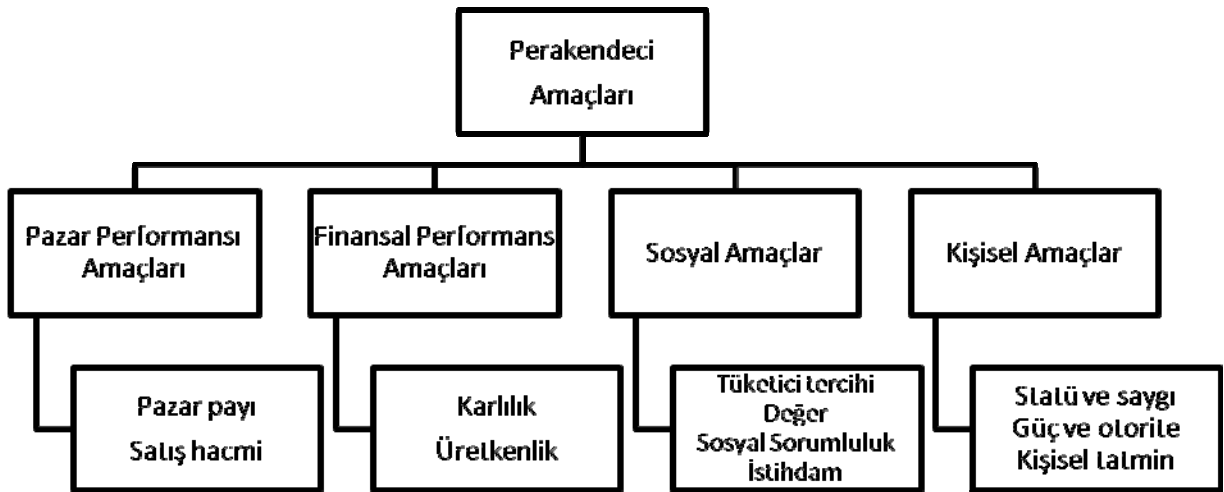 Perakendeci
Amaçları
Pazar Performansı
Amaçları
Finansal Performans
Amaçları
Sosyal Amaçlar
Kişisel Amaçlar
Pazar payı
Satış hacmi
Karlılık
Üretkenlik
Tüketici tercihi
Değer
Sosyal Sorumluluk
İstihdam
Statü ve saygı
Güç ve otorite
Kişisel tatmin